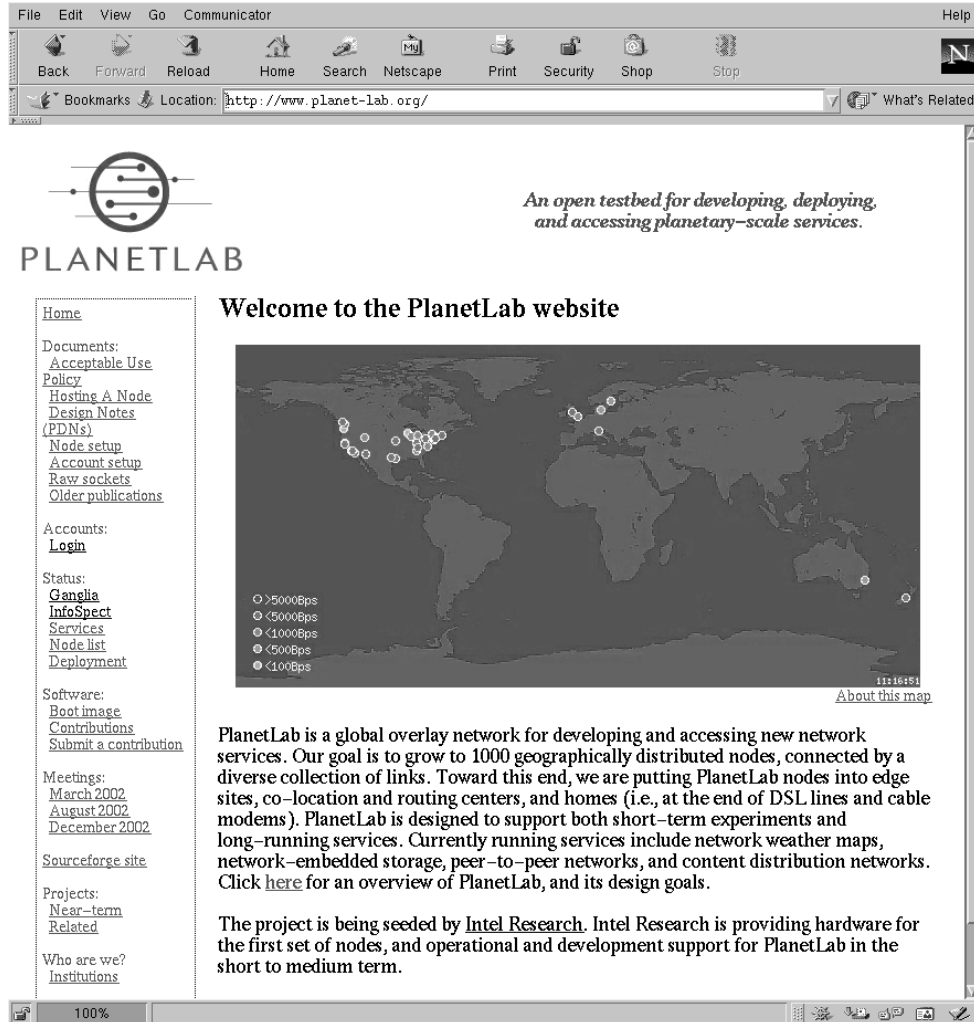 File Edit View Go Communicator Help
Back Forward Reload Home Search Netscape Print Security Shop Stop
My
N
Bookmarks Location: http://www.planet-lab.org/ What's Related
PLANETLAB
An open testbed for developing, deploying,
and accessing planetary–scale services.
Home
Documents:
Acceptable Use
Policy
Hosting A Node
Design Notes
(PDNs)
Node setup
Account setup
Raw sockets
Older publications
Accounts:
Login
Status:
Ganglia
InfoSpect
Services
Node list
Deployment
Software:
Boot image
Contributions
Submit a contribution
Meetings:
March 2002
August 2002
December 2002
Sourceforge site
Projects:
Near–term
Related
Who are we?
Institutions
Welcome to the PlanetLab website
>5000Bps
<5000Bps
<1000Bps
<500Bps
<100Bps
11:16:51
About this map
PlanetLab is a global overlay network for developing and accessing new network
services. Our goal is to grow to 1000 geographically distributed nodes, connected by a
diverse collection of links. Toward this end, we are putting PlanetLab nodes into edge
sites, co–location and routing centers, and homes (i.e., at the end of DSL lines and cable
modems). PlanetLab is designed to support both short–term experiments and
long–running services. Currently running services include network weather maps,
network–embedded storage, peer–to–peer networks, and content distribution networks.
Click here for an overview of PlanetLab, and its design goals.
The project is being seeded by Intel Research. Intel Research is providing hardware for
the first set of nodes, and operational and development support for PlanetLab in the
short to medium term.
100%